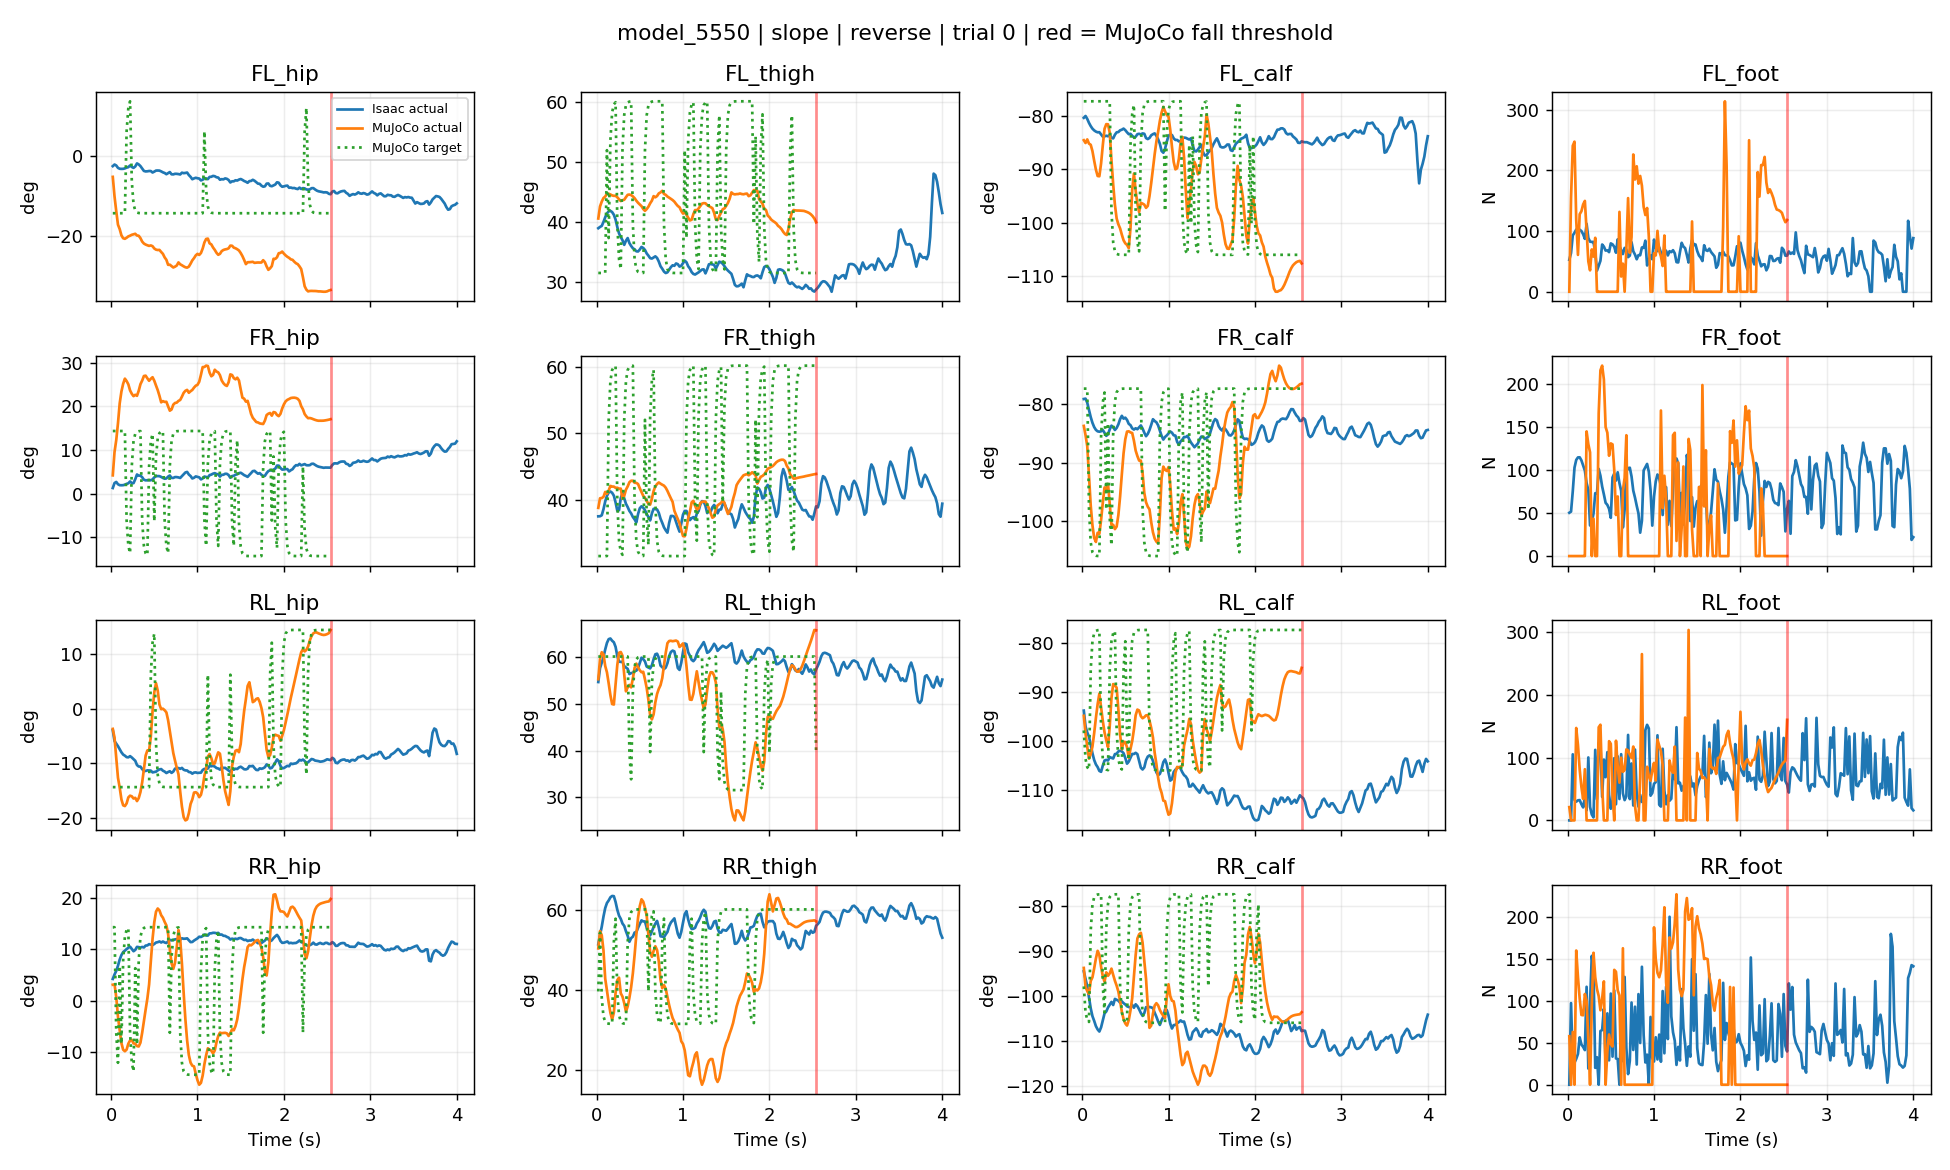 model_5550 | slope | reverse | trial 0 | red = MuJoCo fall threshold
FL_hip
FL_thigh
FL_calf
FL_foot
deg
0
−20
Isaac actual
MuJoCo actual
MuJoCo target
deg
60
50
40
30
deg
−80
−90
−100
−110
N
300
200
100
0
FR_hip
FR_thigh
FR_calf
FR_foot
deg
30
20
10
0
−10
deg
60
50
40
deg
−80
−90
−100
N
200
150
100
50
0
RL_hip
RL_thigh
RL_calf
RL_foot
deg
10
0
−10
−20
deg
60
50
40
30
deg
−80
−90
−100
−110
N
300
200
100
0
RR_hip
RR_thigh
RR_calf
RR_foot
deg
20
10
0
−10
deg
60
40
20
deg
−80
−90
−100
−110
−120
N
200
150
100
50
0
0 1 2 3 4
0 1 2 3 4
0 1 2 3 4
0 1 2 3 4
Time (s)
Time (s)
Time (s)
Time (s)